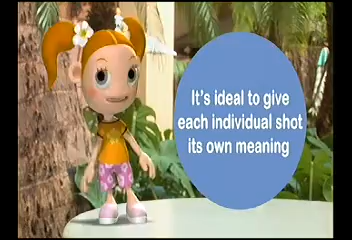 It's ideal to give
each individual shot
its own meaning